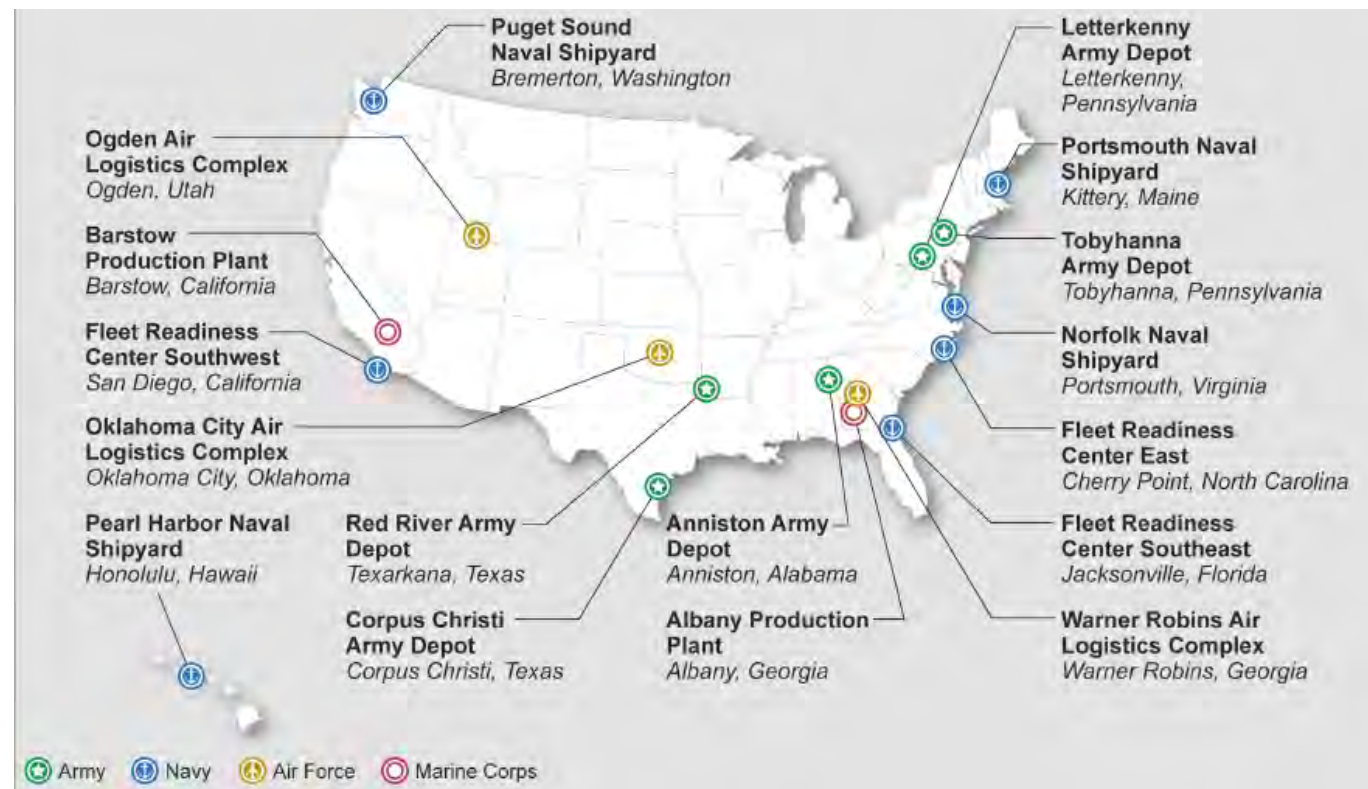 Puget Sound
Naval Shipyard
Bremerton, Washington
Letterkenny
Army Depot
Letterkenny,
Pennsylvania
Ogden Air
Logistics Complex
Ogden, Utah
Portsmouth Naval
Shipyard
Kittery, Maine
Barstow
Production Plant
Barstow, California
Tobyhanna
Army Depot
Tobyhanna, Pennsylvania
Fleet Readiness
Center Southwest
San Diego, California
Norfolk Naval
Shipyard
Portsmouth, Virginia
Oklahoma City Air
Logistics Complex
Oklahoma City, Oklahoma
Fleet Readiness
Center East
Cherry Point, North Carolina
Pearl Harbor Naval
Shipyard
Honolulu, Hawaii
Red River Army
Depot
Texarkana, Texas
Anniston Army
Depot
Anniston, Alabama
Fleet Readiness
Center Southeast
Jacksonville, Florida
Corpus Christi
Army Depot
Corpus Christi, Texas
Albany Production
Plant
Albany, Georgia
Warner Robins Air
Logistics Complex
Warner Robins, Georgia
Army Navy Air Force Marine Corps